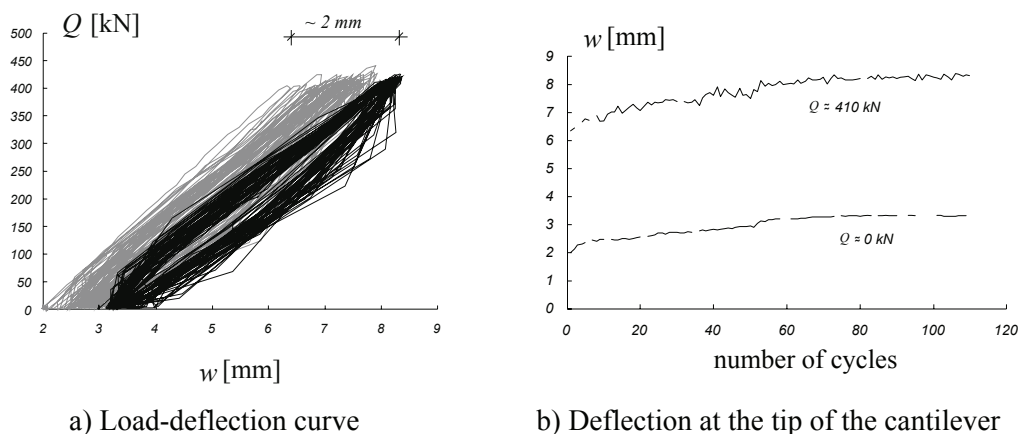 Q [kN]
~ 2 mm
500
450
400
350
300
250
200
150
100
50
0
2 3 4 5 6 7 8 9
w [mm]
a) Load-deflection curve
w [mm]
9
8
7
6
5
4
3
2
1
0
Q ≈ 410 kN
Q ≈ 0 kN
0 20 40 60 80 100 120
number of cycles
b) Deflection at the tip of the cantilever